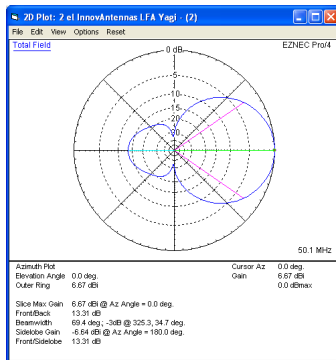 2D Plot: 2 el InnovAntennas LFA Yagi - (2)
File Edit View Options Reset
Total Field
EZNEC Pro/4
0 dB
-5
-10
-15
-20
-30
50.1 MHz
Azimuth Plot
Elevation Angle 0.0 deg.
Outer Ring 6.67 dBi
Cursor Az 0.0 deg.
Gain 6.67 dBi
0.0 dBmax
Slice Max Gain 6.67 dBi @ Az Angle = 0.0 deg.
Front/Back 13.31 dB
Beamwidth 69.4 deg.; -3dB @ 325.3, 34.7 deg.
Sidelobe Gain -6.64 dBi @ Az Angle = 180.0 deg.
Front/Sidelobe 13.31 dB